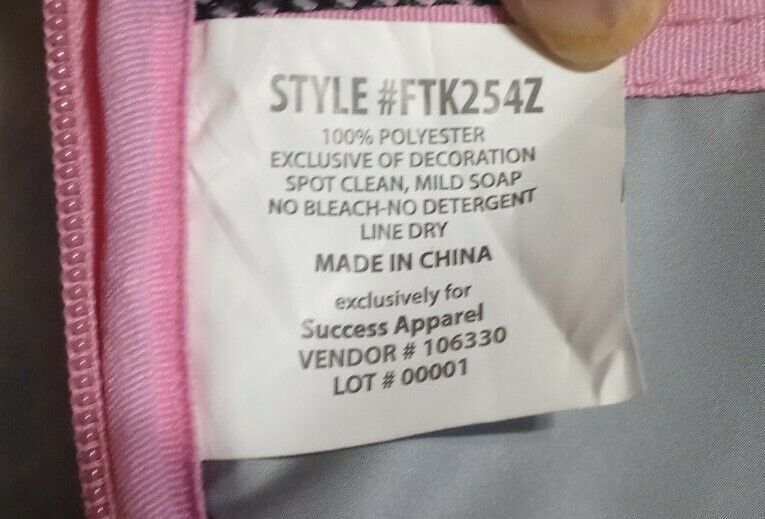 STYLE #FTK254Z
100% POLYESTER
EXCLUSIVE OF DECORATION
SPOT CLEAN, MILD SOAP
NO BLEACH-NO DETERGENT
LINE DRY
MADE IN CHINA
exclusively for
Success Apparel
VENDOR # 106330
LOT # 00001